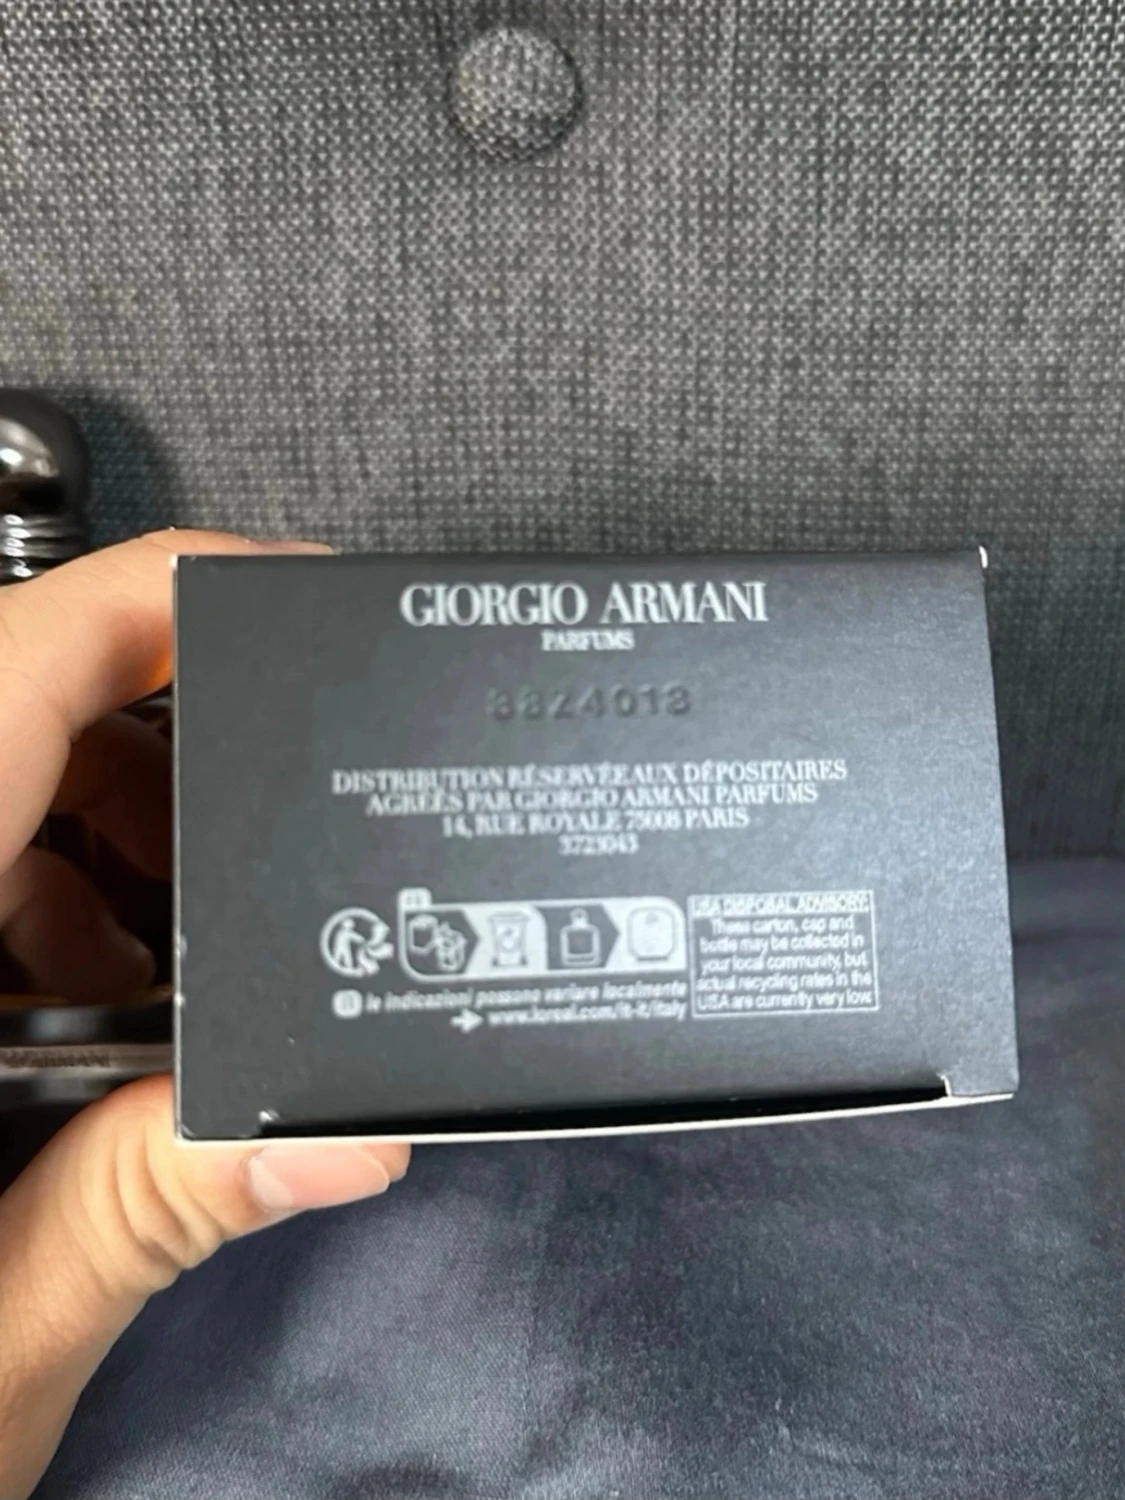 GIORGIO ARMANI
PARFUMS
DISTRIBUTION RÉSERVÉE AUX DÉPOSITAIRES
AGRÉÉS PAR GIORGIO ARMANI PARFUMS
14, RUE ROYALE 75008 PARIS
3723043
le indicazioni possono variare localmente
www.loreal.com/it-it/italy
USA DISPOSAL ADVISORY:
These carton, cap and
bottle may be collected in
your local community, but
actual recycling rates in the
USA are currently very low.
ARMANI